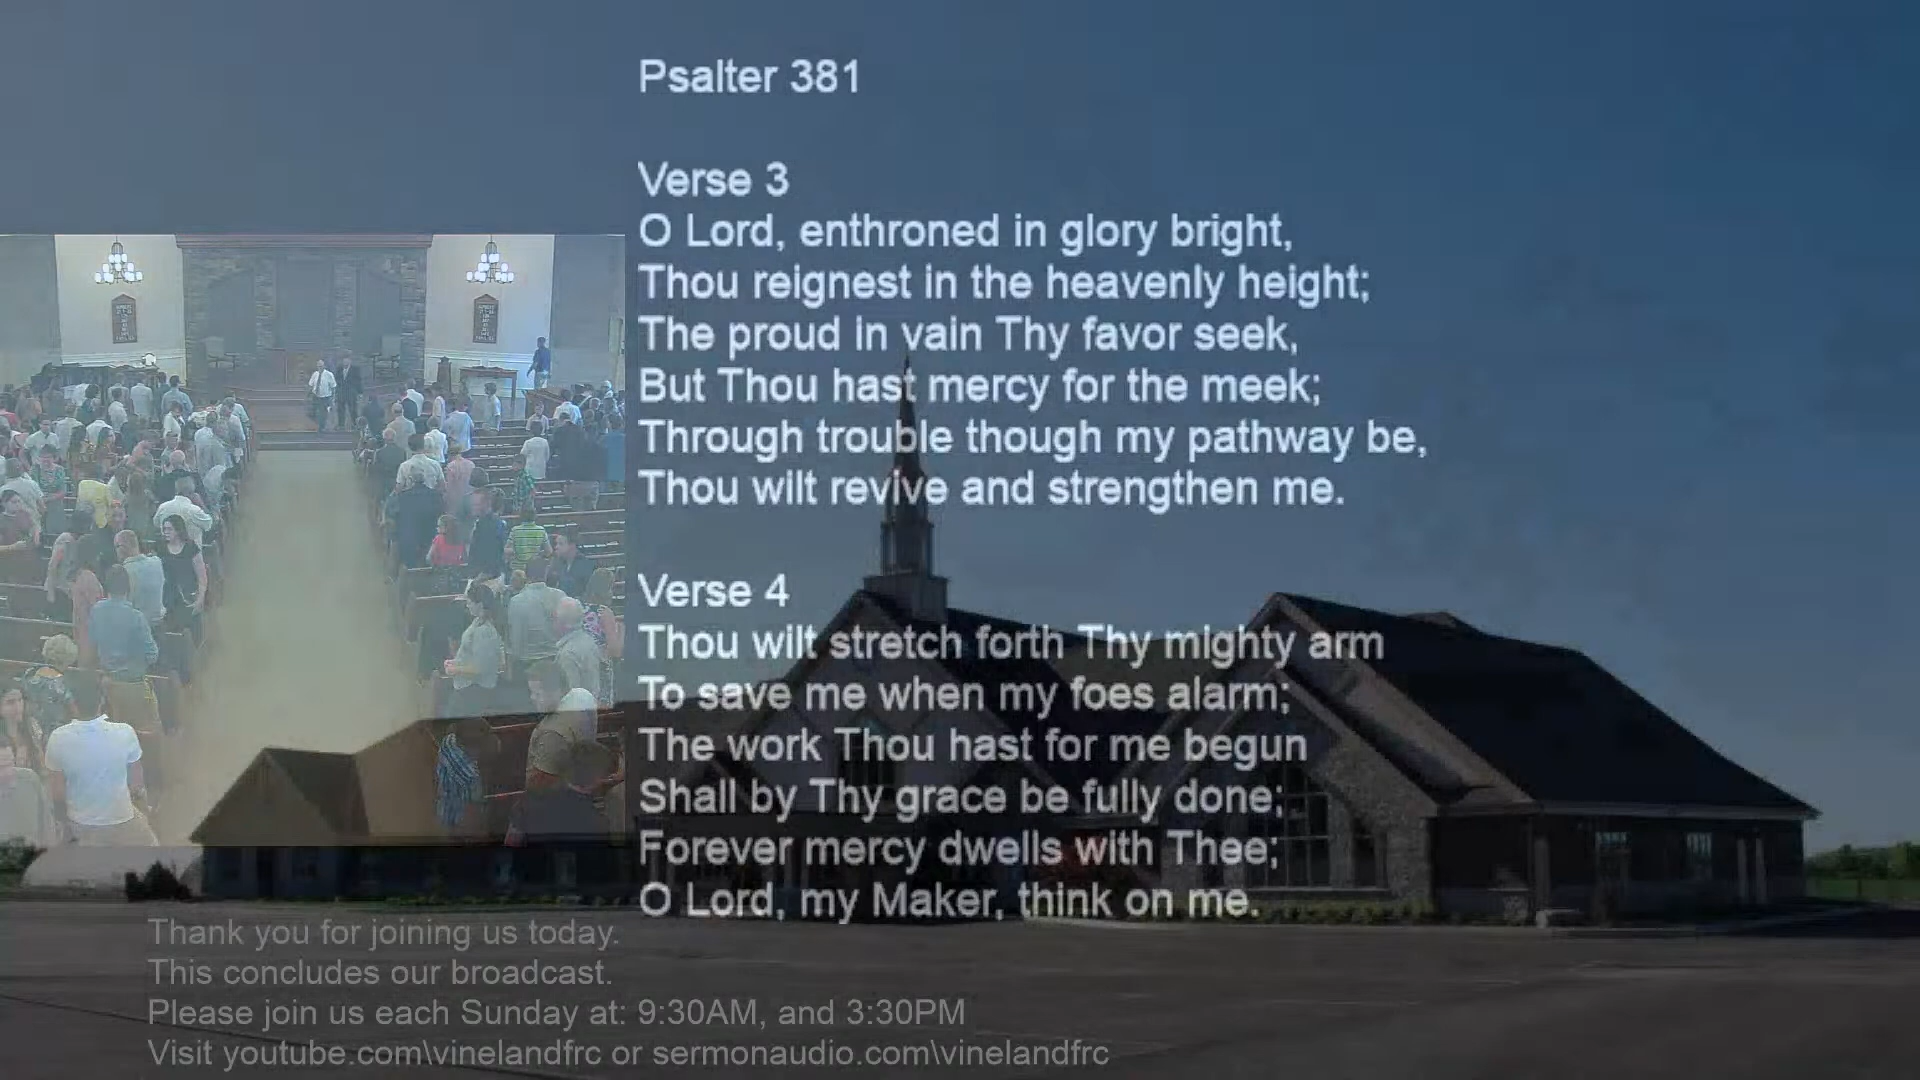 Psalter 381
Verse 3
O Lord, enthroned in glory bright,
Thou reignest in the heavenly height;
The proud in vain Thy favor seek,
But Thou hast mercy for the meek;
Through trouble though my pathway be,
Thou wilt revive and strengthen me.
Verse 4
Thou wilt stretch forth Thy mighty arm
To save me when my foes alarm;
The work Thou hast for me begun
Shall by Thy grace be fully done;
Forever mercy dwells with Thee;
O Lord, my Maker, think on me.
Thank you for joining us today.
This concludes our broadcast.
Please join us each Sunday at: 9:30AM, and 3:30PM
Visit youtube.com\vinelandfrc or sermonaudio.com\vinelandfrc